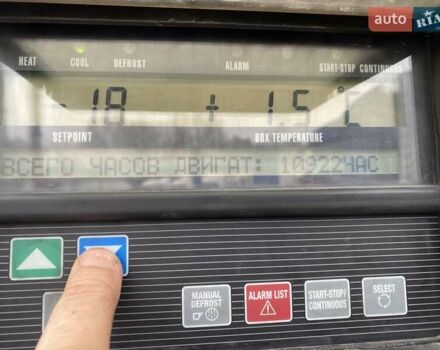 auto RIA
HEAT COOL DEFROST ALARM START-STOP CONTINUOUS
-18 + 1.5 °C
SETPOINT BOX TEMPERATURE
ВСЕГО ЧАСОВ ДВИГАТ: 10922ЧАС
MANUAL DEFROST
ALARM LIST
START-STOP/ CONTINUOUS
SELECT